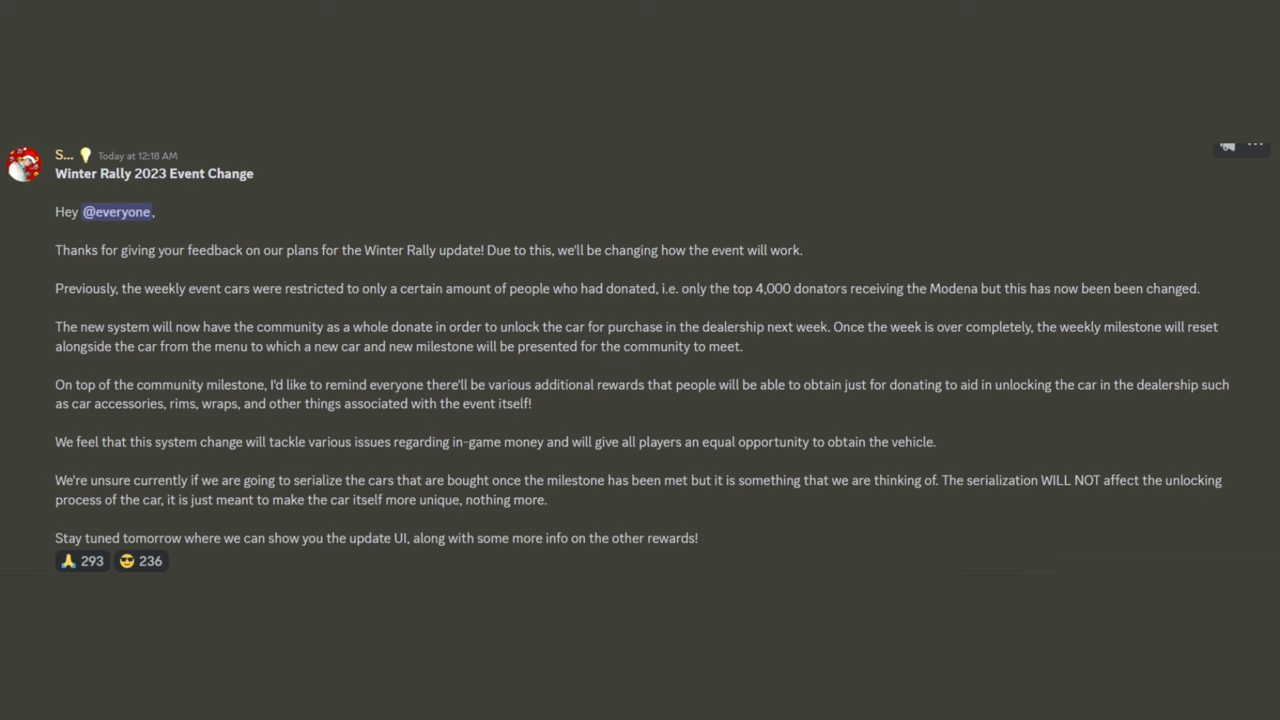 S... Today at 12:18 AM
Winter Rally 2023 Event Change
Hey @everyone,
Thanks for giving your feedback on our plans for the Winter Rally update! Due to this, we'll be changing how the event will work.
Previously, the weekly event cars were restricted to only a certain amount of people who had donated, i.e. only the top 4,000 donators receiving the Modena but this has now been been changed.
The new system will now have the community as a whole donate in order to unlock the car for purchase in the dealership next week. Once the week is over completely, the weekly milestone will reset
alongside the car from the menu to which a new car and new milestone will be presented for the community to meet.
On top of the community milestone, I'd like to remind everyone there'll be various additional rewards that people will be able to obtain just for donating to aid in unlocking the car in the dealership such
as car accessories, rims, wraps, and other things associated with the event itself!
We feel that this system change will tackle various issues regarding in-game money and will give all players an equal opportunity to obtain the vehicle.
We're unsure currently if we are going to serialize the cars that are bought once the milestone has been met but it is something that we are thinking of. The serialization WILL NOT affect the unlocking
process of the car, it is just meant to make the car itself more unique, nothing more.
Stay tuned tomorrow where we can show you the update UI, along with some more info on the other rewards!
293 236